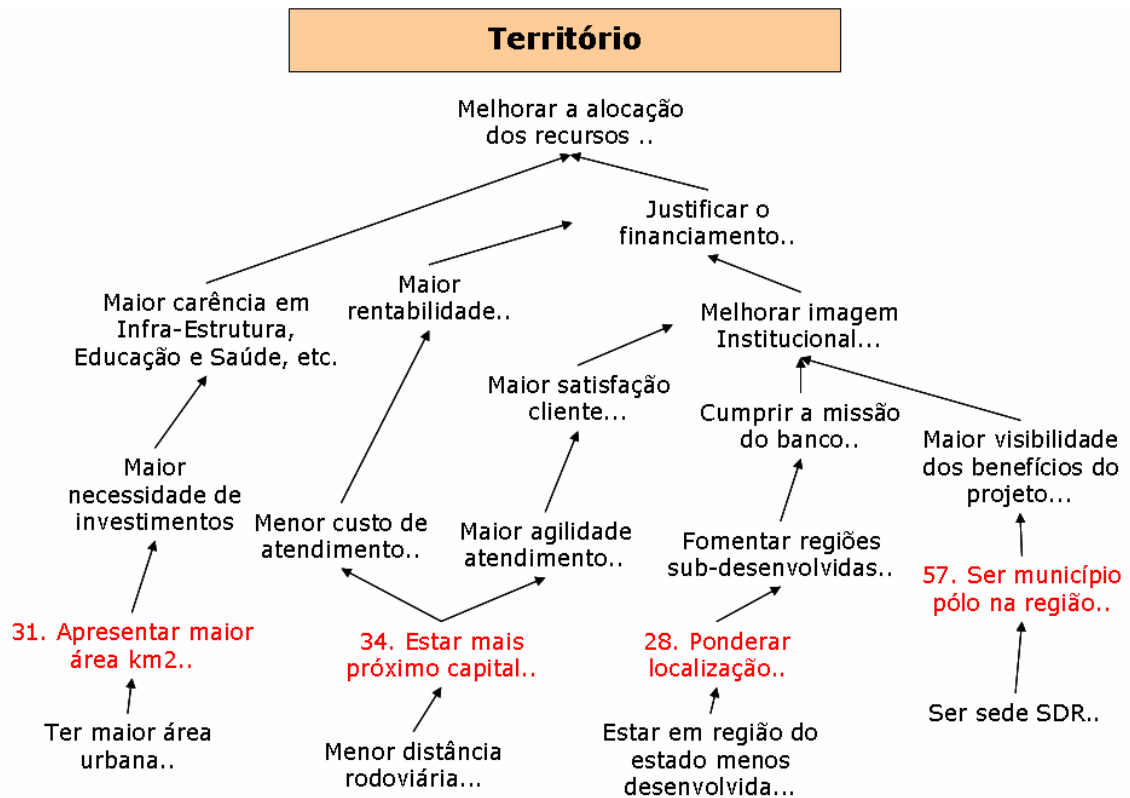 Território
Melhorar a alocação
dos recursos ..
Justificar o
financiamento..
Maior carência em
Infra-Estrutura,
Educação e Saúde, etc.
Maior
rentabilidade..
Melhorar imagem
Institucional...
Maior satisfação
cliente...
Cumprir a missão
do banco..
Maior visibilidade
dos benefícios do
projeto...
Maior
necessidade de
investimentos
Menor custo de
atendimento..
Maior agilidade
atendimento..
Fomentar regiões
sub-desenvolvidas..
57. Ser município
pólo na região..
31. Apresentar maior
área km2..
34. Estar mais
próximo capital..
28. Ponderar
localização..
Ser sede SDR..
Ter maior área
urbana..
Menor distância
rodoviária...
Estar em região do
estado menos
desenvolvida...